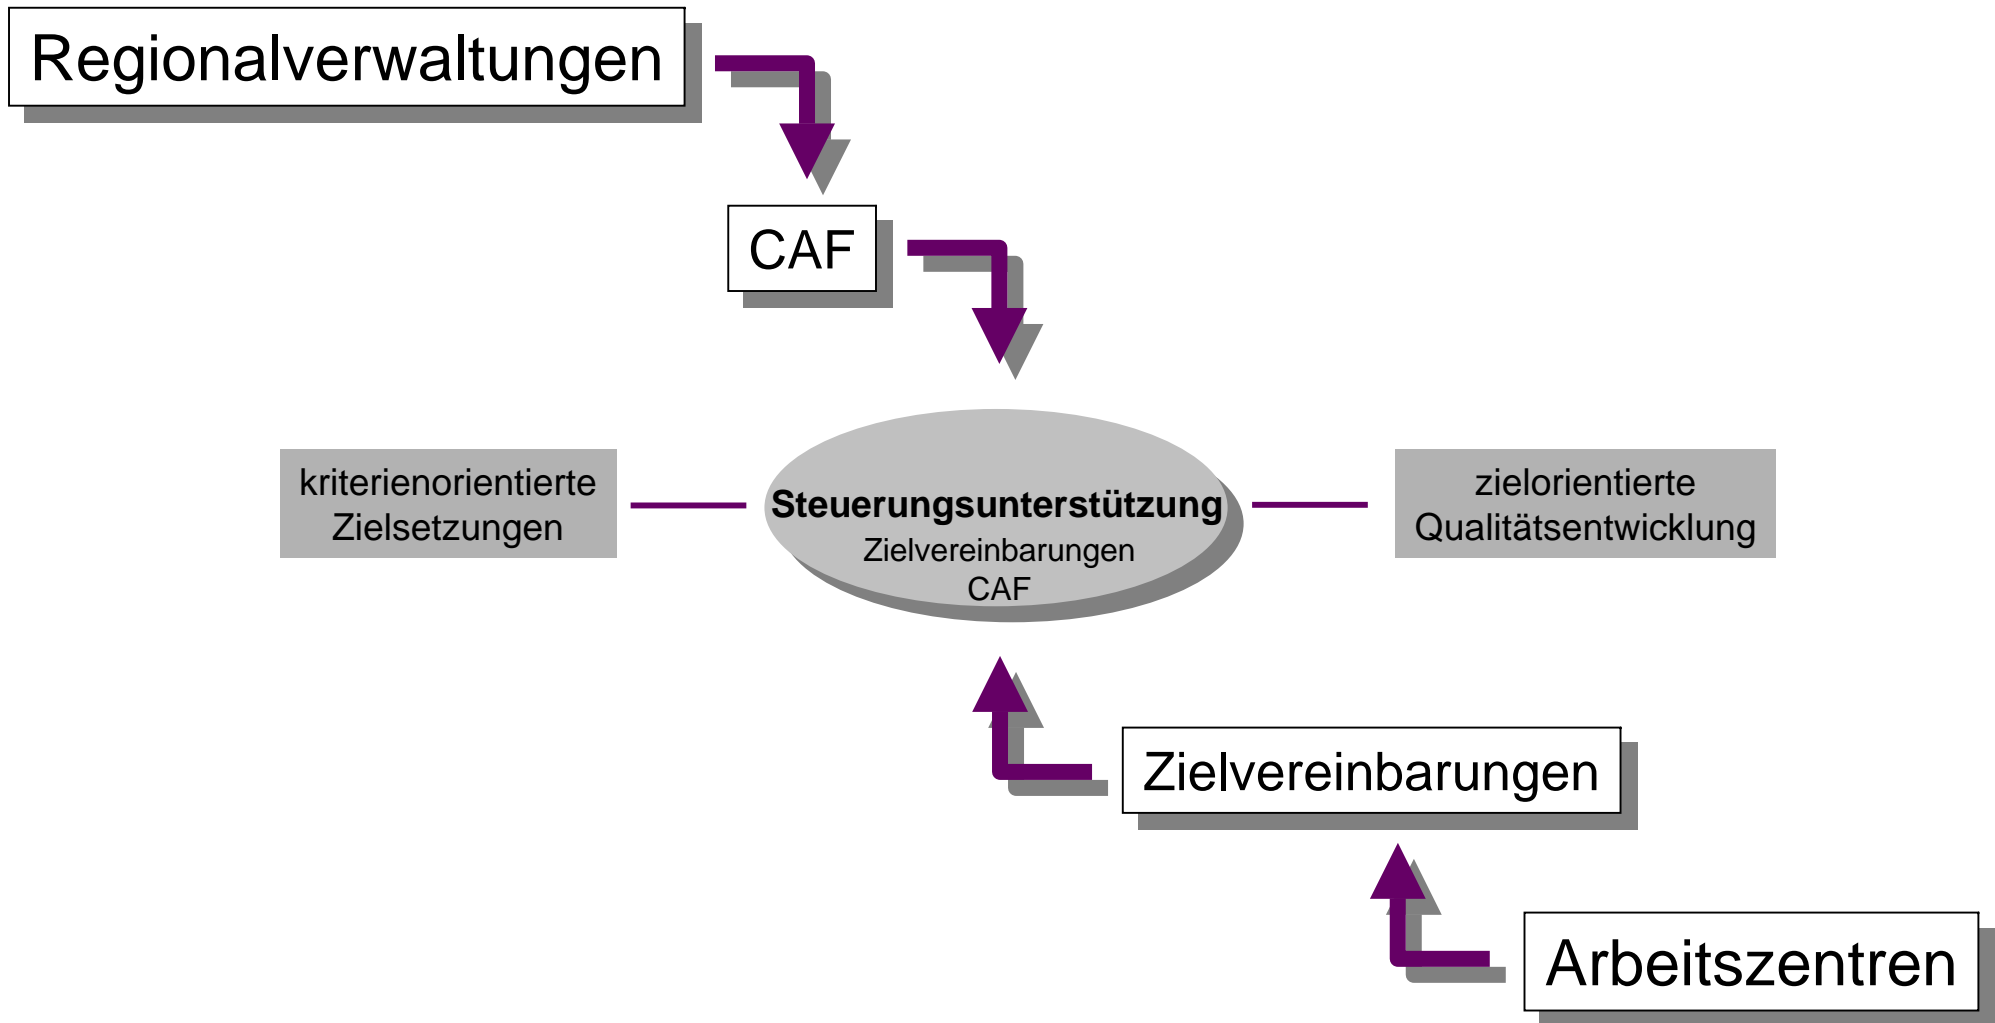 Regionalverwaltungen
CAF
kriterienorientierte
Zielsetzungen
Steuerungsunterstützung
Zielvereinbarungen
CAF
zielorientierte
Qualitätsentwicklung
Zielvereinbarungen
Arbeitszentren